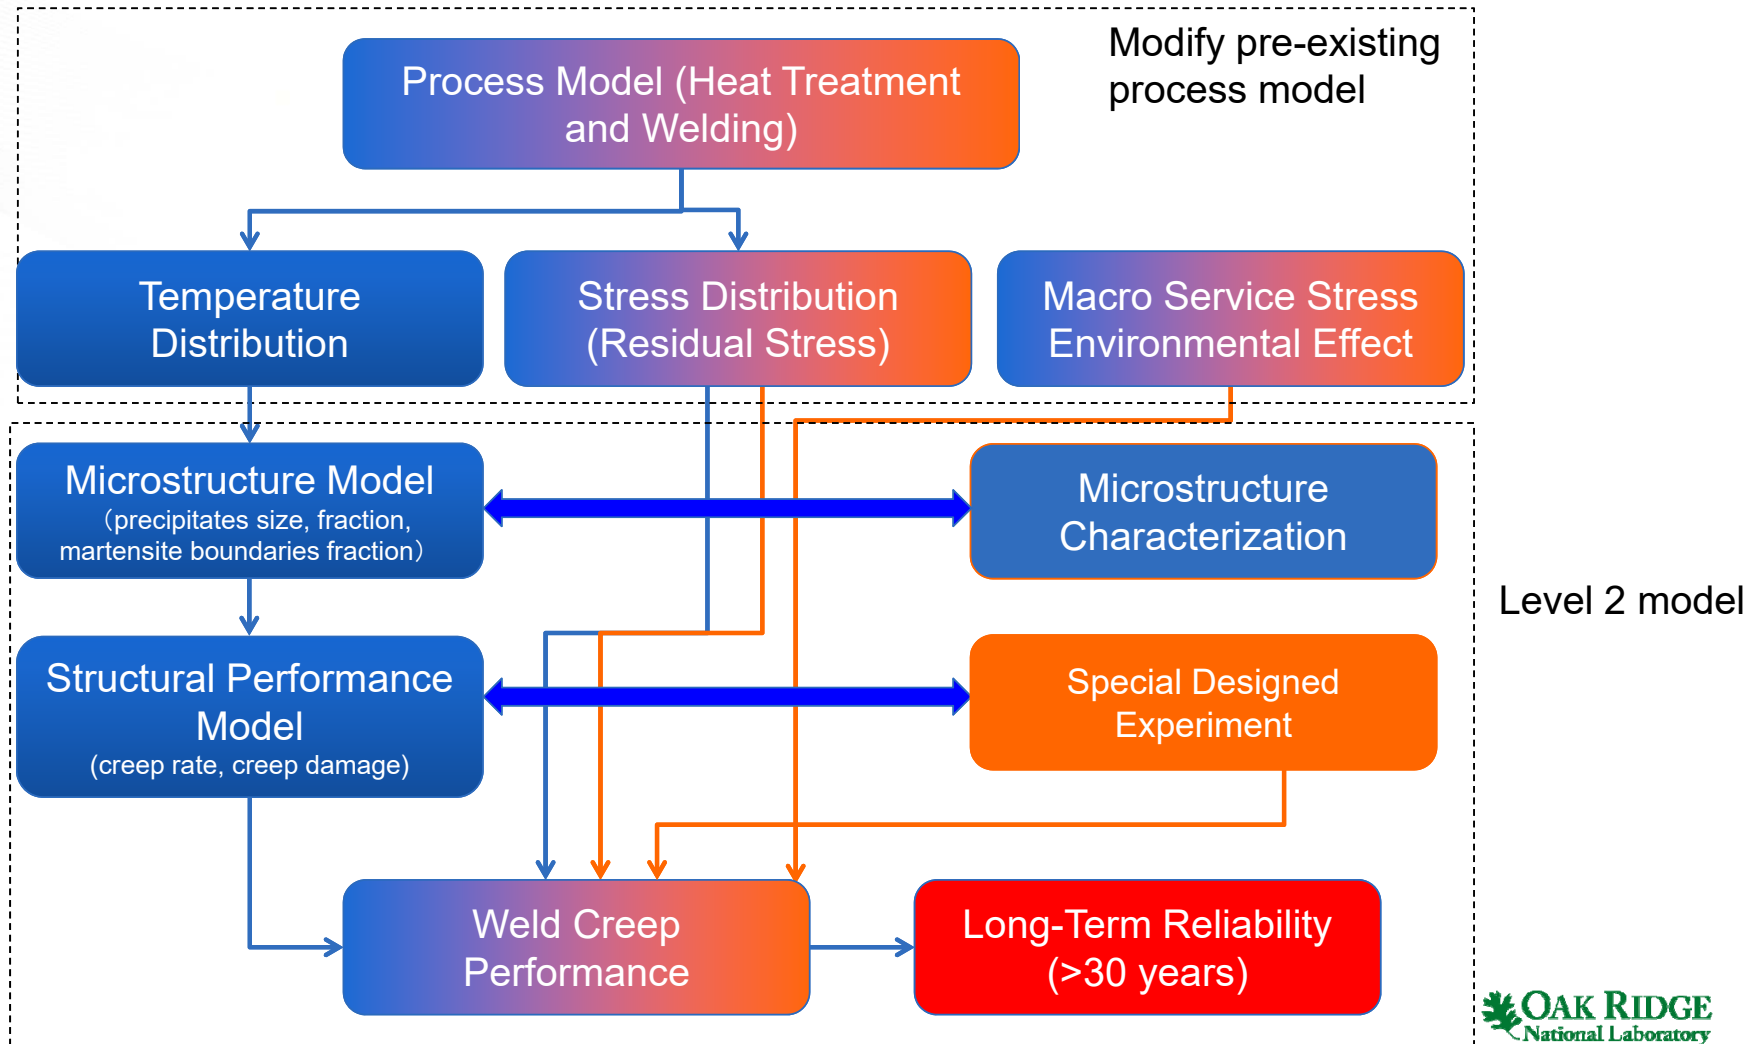 Modify pre-existing
process model
Process Model (Heat Treatment
and Welding)
Temperature
Distribution
Stress Distribution
(Residual Stress)
Macro Service Stress
Environmental Effect
Microstructure Model
（precipitates size, fraction,
martensite boundaries fraction）
Microstructure
Characterization
Level 2 model
Structural Performance
Model
(creep rate, creep damage)
Special Designed
Experiment
Weld Creep
Performance
Long-Term Reliability
(>30 years)
OAK RIDGE
National Laboratory